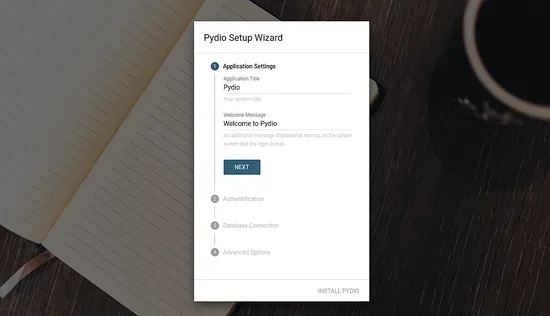 Pydio Setup Wizard
1 Application Settings
Application Title
Pydio
Your system title
Welcome Message
Welcome to Pydio
An additional message displayed at startup, on the splash
screen and the login screen.
NEXT
2 Authentification
3 Database Connection
4 Advanced Options
INSTALL PYDIO